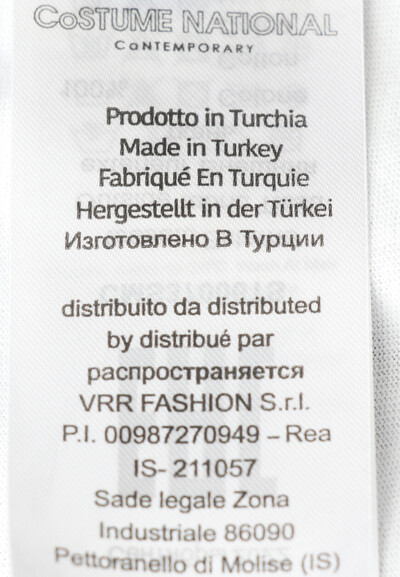 CoSTUME NATIONAL
CoNTEMPORARY
Prodotto in Turchia
Made in Turkey
Fabriqué En Turquie
Hergestellt in der Türkei
Изготовлено В Турции
distribuito da distributed
by distribué par
распространяется
VRR FASHION S.r.l.
P.I. 00987270949 – Rea
IS- 211057
Sade legale Zona
Industriale 86090
Pettoranello di Molise (IS)